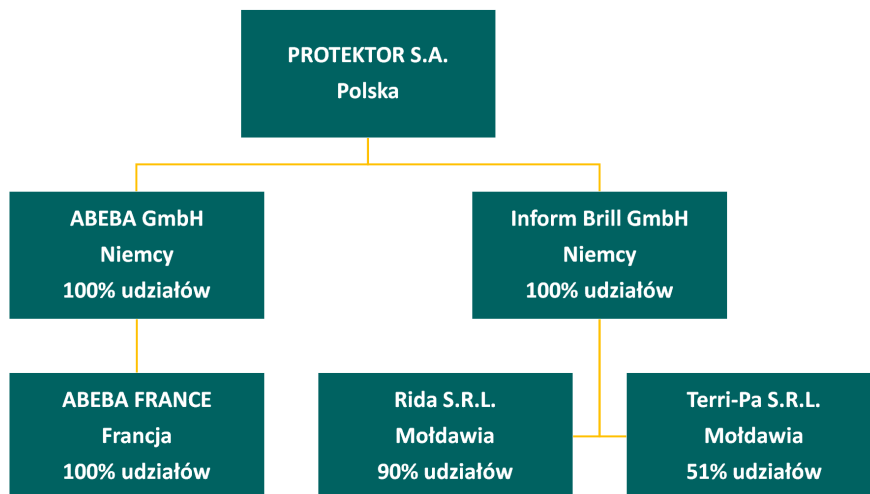 PROTEKTOR S.A.
Polska
ABEBA GmbH
Niemcy
100% udziałów
Inform Brill GmbH
Niemcy
100% udziałów
ABEBA FRANCE
Francja
100% udziałów
Rida S.R.L.
Mołdawia
90% udziałów
Terri-Pa S.R.L.
Mołdawia
51% udziałów